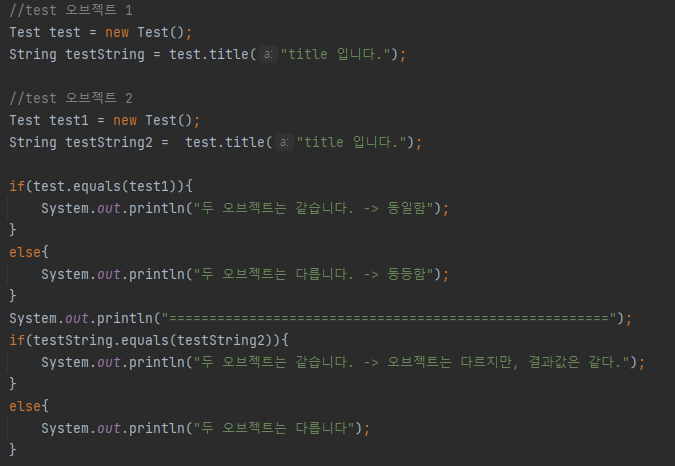 //test 오브젝트 1
Test test = new Test();
String testString = test.title( a: "title 입니다.");
//test 오브젝트 2
Test test1 = new Test();
String testString2 =  test.title( a: "title 입니다.");
if(test.equals(test1)){
    System.out.println("두 오브젝트는 같습니다. -> 동일함");
}
else{
    System.out.println("두 오브젝트는 다릅니다. -> 동등함");
}
System.out.println("=======================================================");
if(testString.equals(testString2)){
    System.out.println("두 오브젝트는 같습니다. -> 오브젝트는 다르지만, 결과값은 같다.");
}
else{
    System.out.println("두 오브젝트는 다릅니다");
}